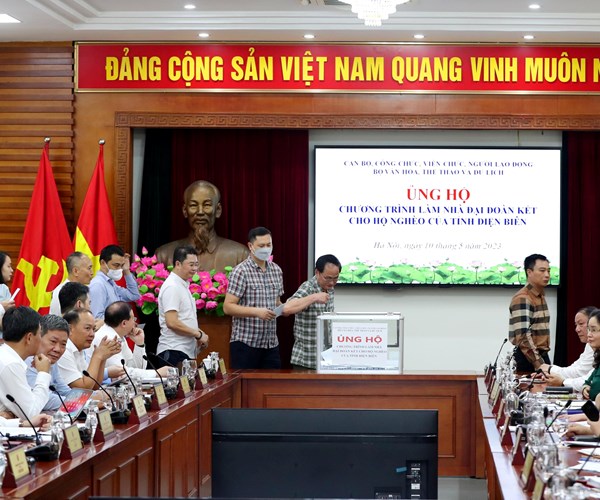 ĐẢNG CỘNG SẢN VIỆT NAM QUANG VINH MUÔN N
CÁN BỘ, CÔNG CHỨC, VIÊN CHỨC, NGƯỜI LAO ĐỘNG
BỘ VĂN HÓA, THỂ THAO VÀ DU LỊCH
ỦNG HỘ
CHƯƠNG TRÌNH LÀM NHÀ ĐẠI ĐOÀN KẾT
CHO HỘ NGHÈO CỦA TỈNH ĐIỆN BIÊN
Hà Nội, ngày 10 tháng 5 năm 2023
ỦNG HỘ